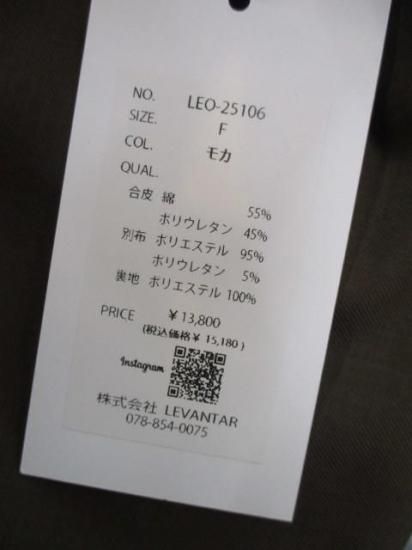 NO. LEO-25106
SIZE. F
COL. モカ
QUAL.
合皮 綿 55%
ポリウレタン 45%
別布 ポリエステル 95%
ポリウレタン 5%
裏地 ポリエステル 100%
PRICE ¥13,800
(税込価格¥ 15,180)
Instagram
株式会社 LEVANTAR
078-854-0075